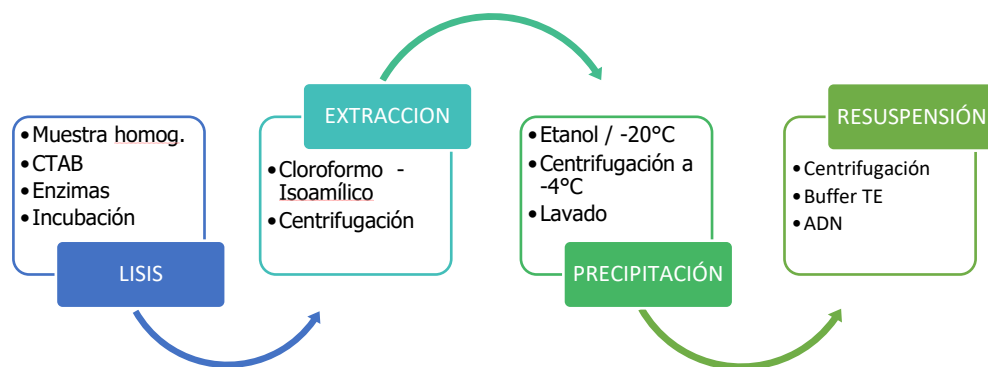 • Muestra homog.
• CTAB
• Enzimas
• Incubación
LISIS
EXTRACCION
• Cloroformo -
Isoamílico
• Centrifugación
• Etanol / -20°C
• Centrifugación a
-4°C
• Lavado
PRECIPITACIÓN
RESUSPENSIÓN
• Centrifugación
• Buffer TE
• ADN